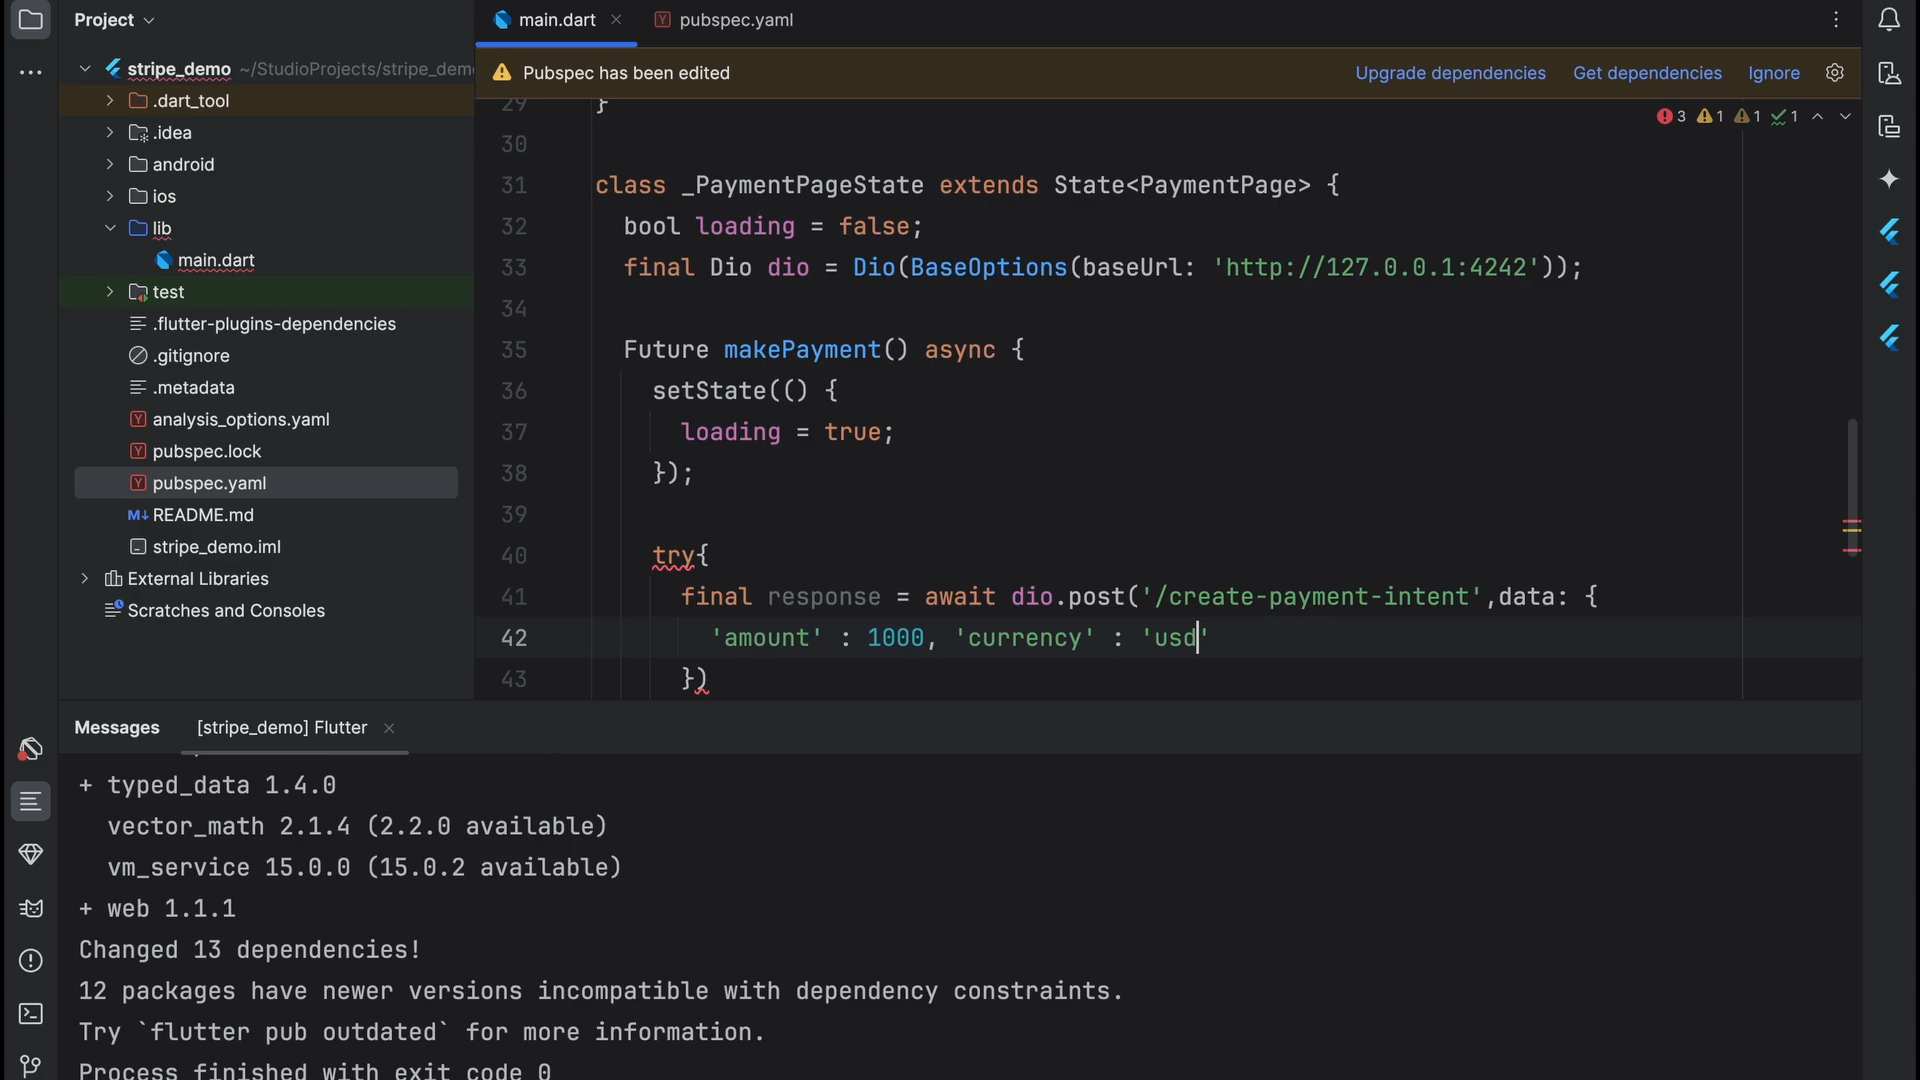 Project
main.dart
pubspec.yaml
stripe_demo ~/StudioProjects/stripe_dem
Pubspec has been edited
Upgrade dependencies
Get dependencies
Ignore
.dart_tool
.idea
android
ios
lib
main.dart
test
.flutter-plugins-dependencies
.gitignore
.metadata
analysis_options.yaml
pubspec.lock
pubspec.yaml
M↓ README.md
stripe_demo.iml
External Libraries
Scratches and Consoles
3 1 1 1
29 }
30
31 class _PaymentPageState extends State<PaymentPage> {
32 bool loading = false;
33 final Dio dio = Dio(BaseOptions(baseUrl: 'http://127.0.0.1:4242'));
34
35 Future makePayment() async {
36 setState(() {
37 loading = true;
38 });
39
40 try{
41 final response = await dio.post('/create-payment-intent',data: {
42 'amount' : 1000, 'currency' : 'usd'
43 })
Messages
[stripe_demo] Flutter
+ typed_data 1.4.0
vector_math 2.1.4 (2.2.0 available)
vm_service 15.0.0 (15.0.2 available)
+ web 1.1.1
Changed 13 dependencies!
12 packages have newer versions incompatible with dependency constraints.
Try `flutter pub outdated` for more information.
Process finished with exit code 0